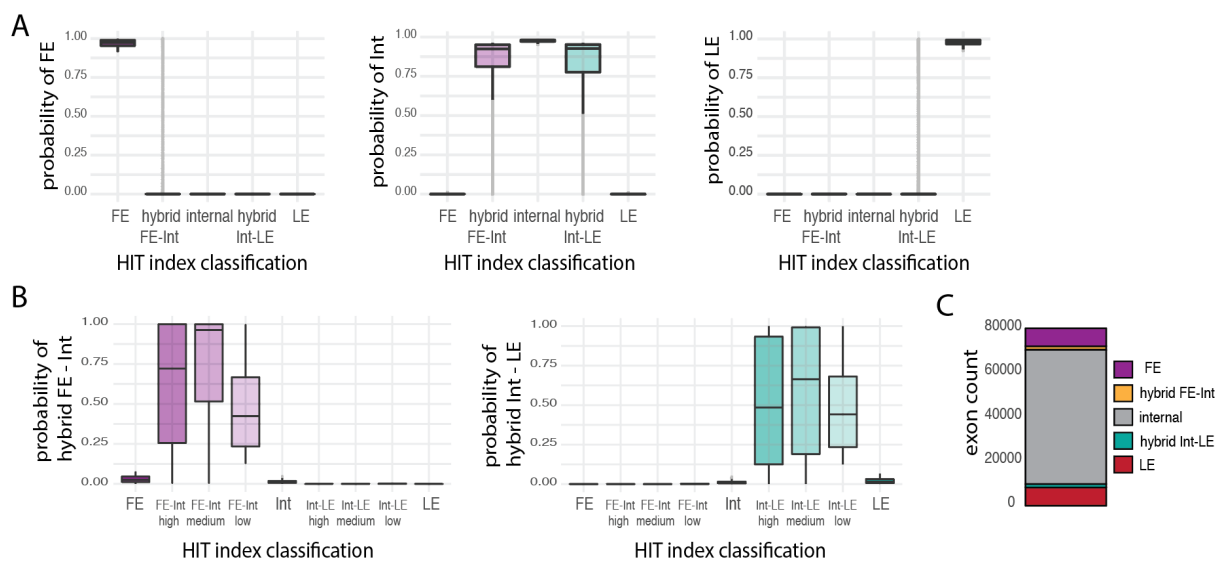 A
probability of FE
1.00
0.75
0.50
0.25
0.00
FE hybrid internal hybrid LE
FE-Int Int-LE
HIT index classification
probability of Int
1.00
0.75
0.50
0.25
0.00
FE hybrid internal hybrid LE
FE-Int Int-LE
HIT index classification
probability of LE
1.00
0.75
0.50
0.25
0.00
FE hybrid internal hybrid LE
FE-Int Int-LE
HIT index classification
B
probability of
hybrid FE - Int
1.00
0.75
0.50
0.25
0.00
FE FE-Int FE-Int FE-Int Int Int-LE Int-LE Int-LE LE
high medium low high medium low
HIT index classification
probability of
hybrid Int - LE
1.00
0.75
0.50
0.25
0.00
FE FE-Int FE-Int FE-Int Int Int-LE Int-LE Int-LE LE
high medium low high medium low
HIT index classification
C
exon count
80000
60000
40000
20000
0
FE
hybrid FE-Int
internal
hybrid Int-LE
LE